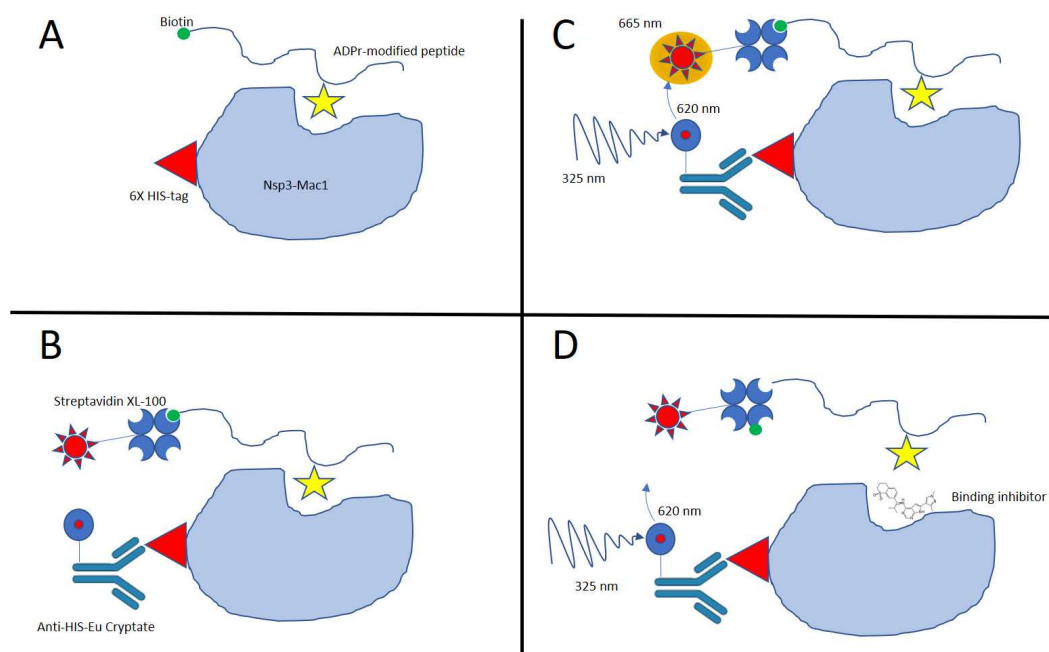 A
Biotin
ADPr-modified peptide
6X HIS-tag
Nsp3-Mac1
B
Streptavidin XL-100
Anti-HIS-Eu Cryptate
C
665 nm
620 nm
325 nm
D
Binding inhibitor
620 nm
325 nm